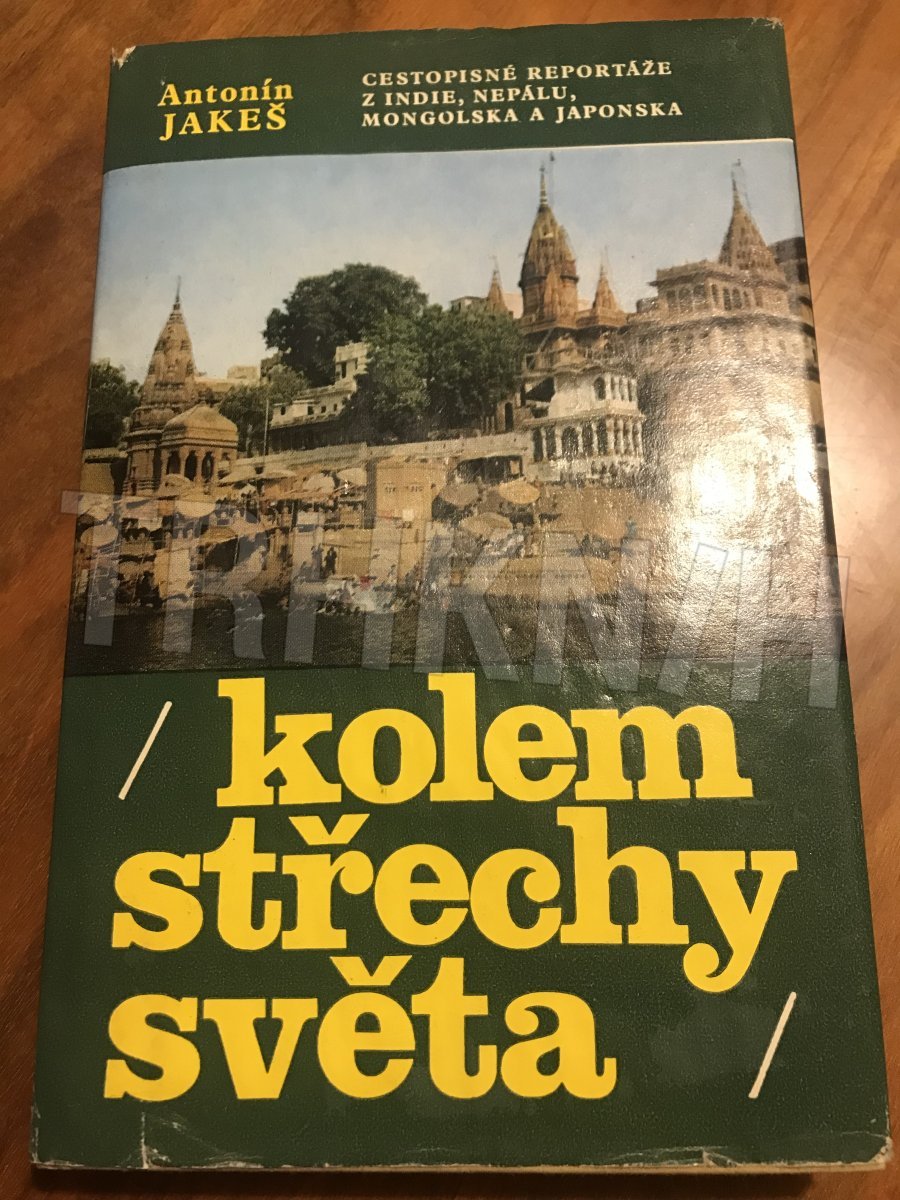 Antonín
JAKEŠ
CESTOPISNÉ REPORTÁŽE
Z INDIE, NEPÁLU,
MONGOLSKA A JAPONSKA
/ kolem
střechy
světa /
TRHKNIH